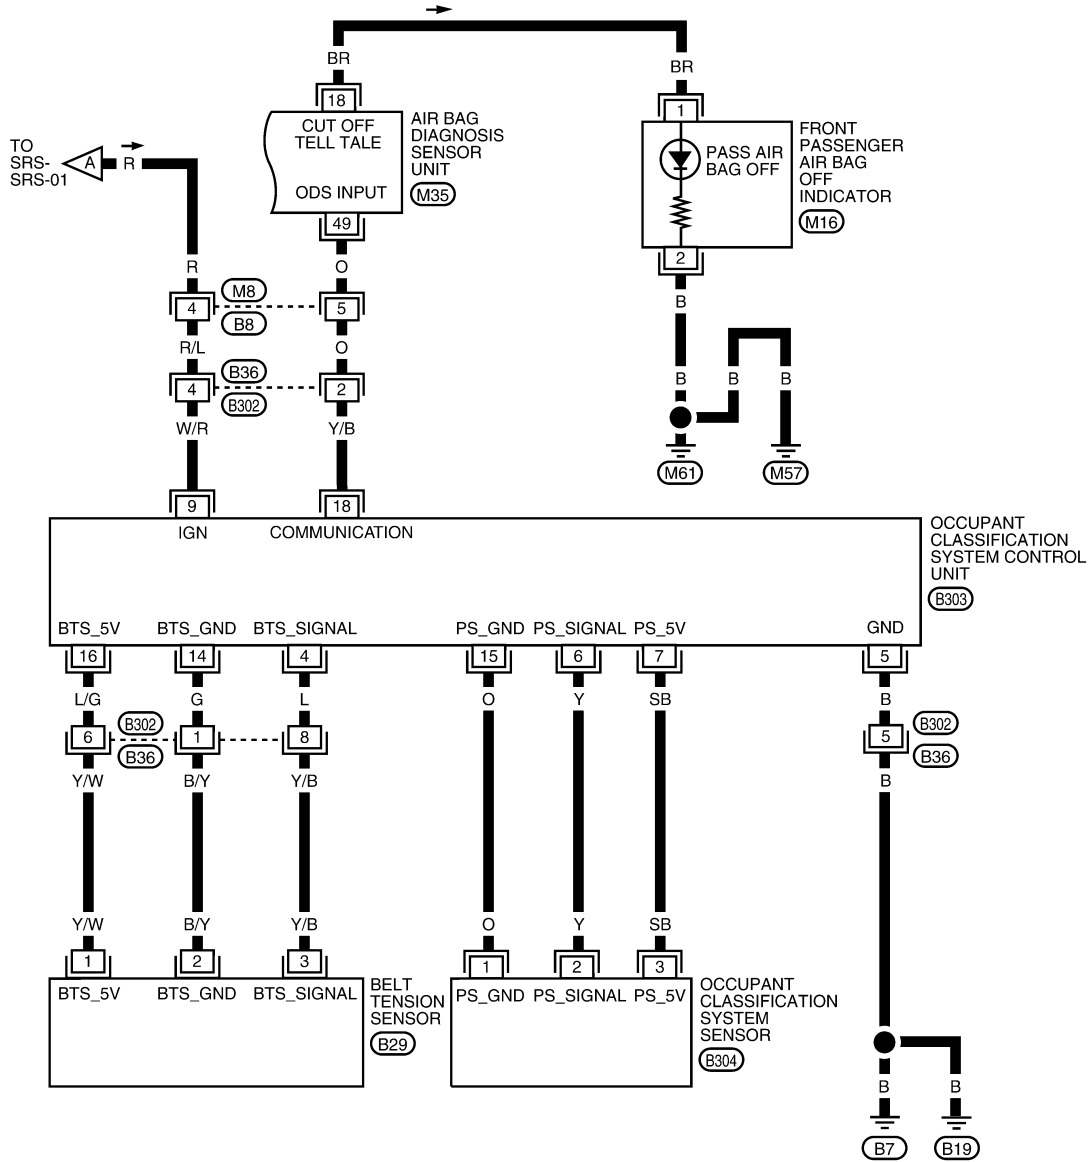 BR
BR
18
CUT OFF
TELL TALE
ODS INPUT
49
AIR BAG
DIAGNOSIS
SENSOR
UNIT
M35
1
PASS AIR
BAG OFF
2
FRONT
PASSENGER
AIR BAG
OFF
INDICATOR
M16
TO
SRS-
SRS-01
A
R
R
O
B
4
M8
B8
5
R/L
O
B
B
B
4
B36
B302
2
W/R
Y/B
M61
M57
9
18
IGN
COMMUNICATION
OCCUPANT
CLASSIFICATION
SYSTEM CONTROL
UNIT
B303
BTS_5V
BTS_GND
BTS_SIGNAL
PS_GND
PS_SIGNAL
PS_5V
GND
16
14
4
15
6
7
5
L/G
G
L
O
Y
SB
B
6
B302
B36
1
8
5
B302
B36
Y/W
B/Y
Y/B
B
Y/W
B/Y
Y/B
O
Y
SB
1
2
3
1
2
3
BTS_5V
BTS_GND
BTS_SIGNAL
BELT
TENSION
SENSOR
B29
PS_GND
PS_SIGNAL
PS_5V
OCCUPANT
CLASSIFICATION
SYSTEM
SENSOR
B304
B
B
B7
B19